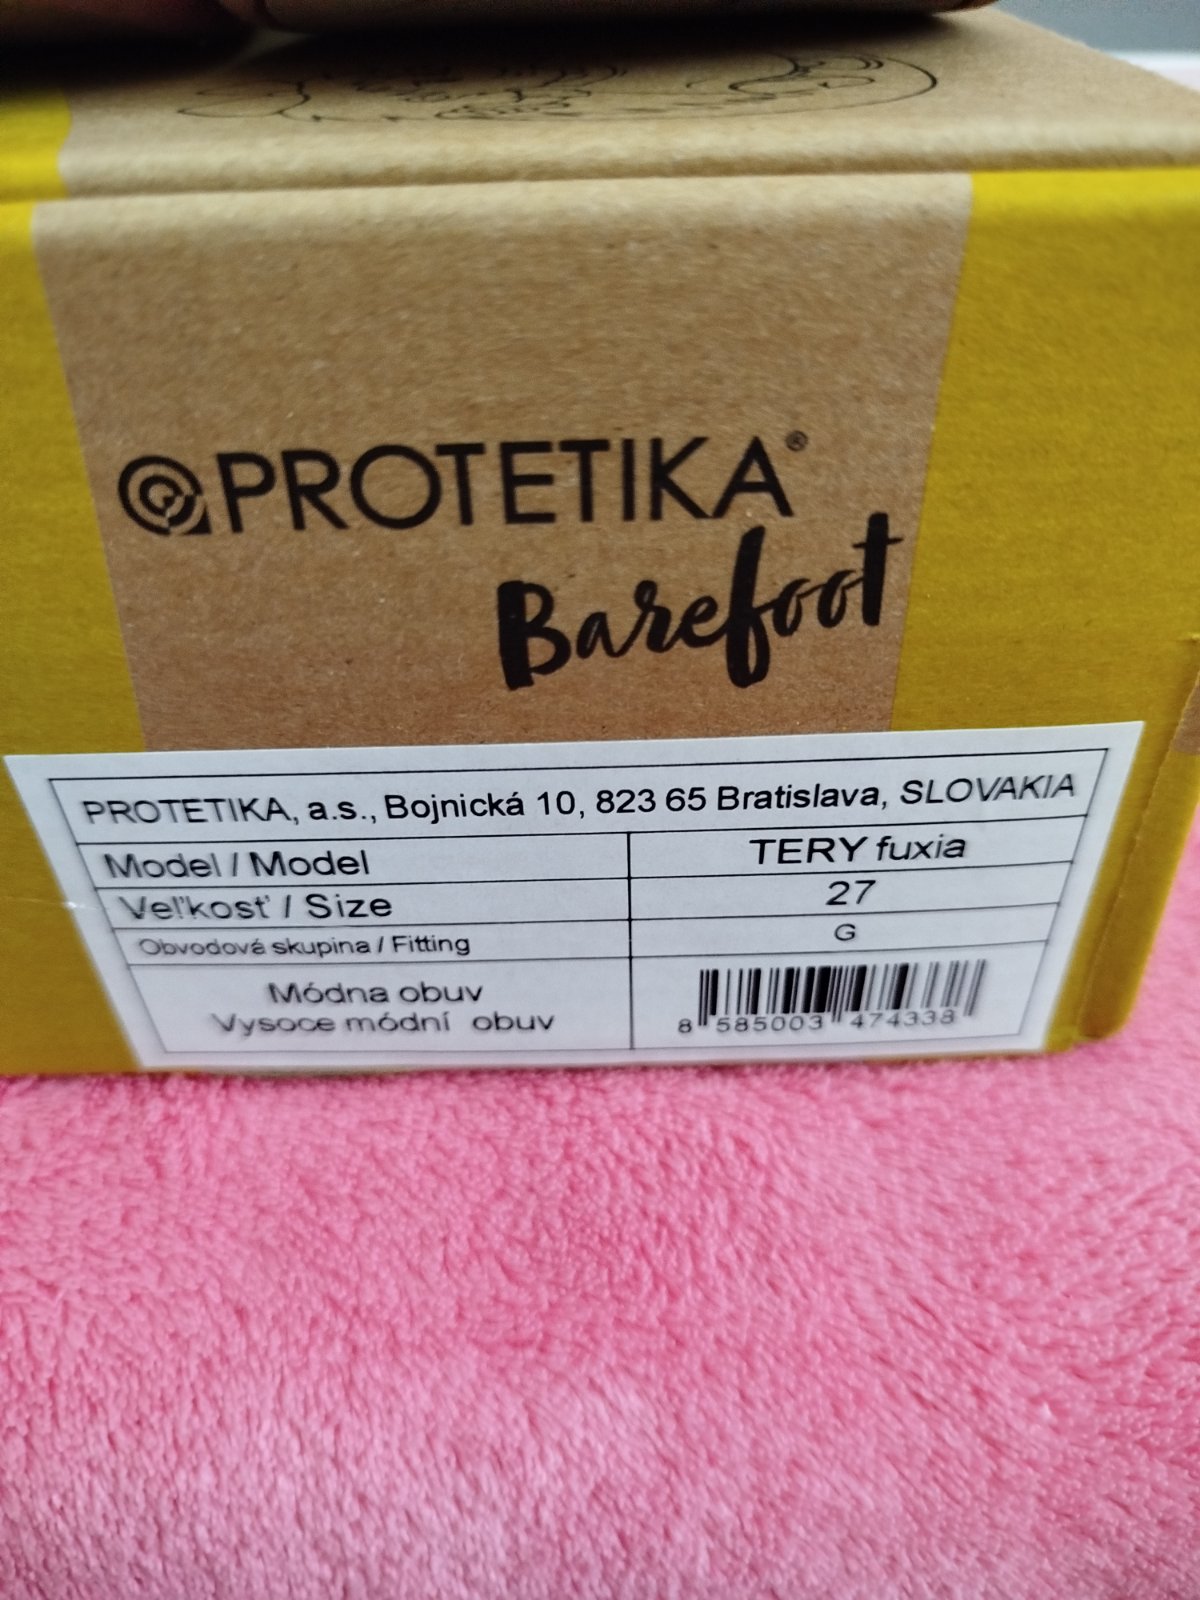 PROTETIKA®
Barefoot
PROTETIKA, a.s., Bojnická 10, 823 65 Bratislava, SLOVAKIA
Model / Model TERY fuxia
Veľkosť / Size 27
Obvodová skupina / Fitting G
Módna obuv
Vysoce módní obuv
8 585003 474338